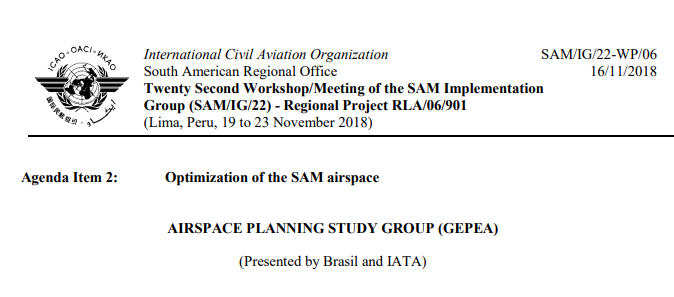 ICAO · OACI · ИКАО
International Civil Aviation Organization SAM/IG/22-WP/06
South American Regional Office 16/11/2018
Twenty Second Workshop/Meeting of the SAM Implementation
Group (SAM/IG/22) - Regional Project RLA/06/901
(Lima, Peru, 19 to 23 November 2018)
Agenda Item 2: Optimization of the SAM airspace
AIRSPACE PLANNING STUDY GROUP (GEPEA)
(Presented by Brasil and IATA)